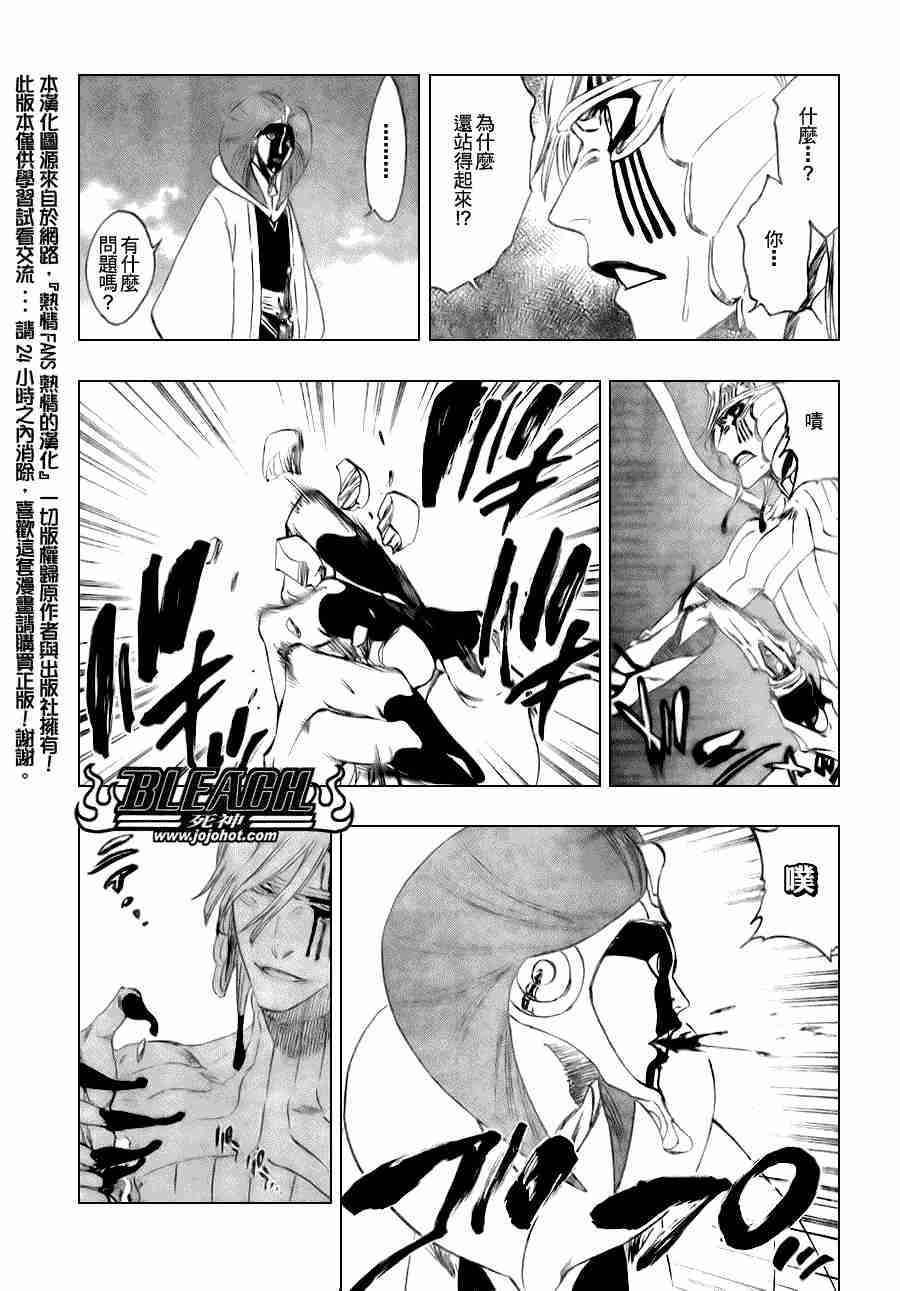 什麼…?
你…
為什麼
還站得起來!?
………
有什麼
問題嗎?
嘖
噗
BLEACH
死神
www.jojohot.com
本漢化圖源來自於網路，『熱情FANS 熱情的漢化』一切版權歸原作者與出版社擁有！
此版本僅供學習試看交流… 請24小時之內消除，喜歡這套漫畫請購買正版！謝謝。